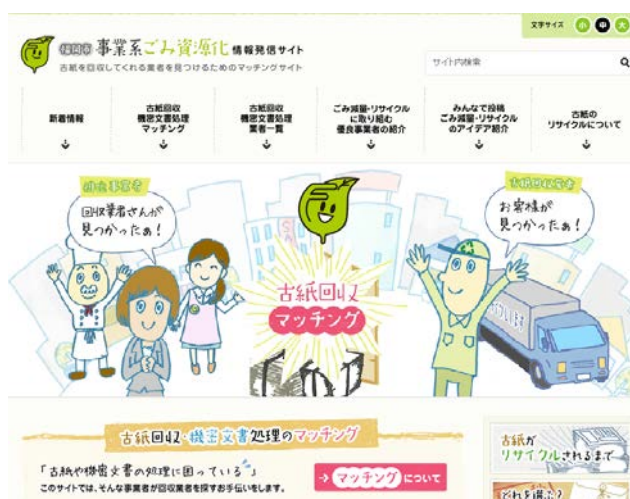 文字サイズ 小 中 大
福岡市 事業系ごみ資源化 情報発信サイト
古紙を回収してくれる業者を見つけるためのマッチングサイト
サイト内検索
新着情報
古紙回収
機密文書処理
マッチング
古紙回収
機密文書処理
業者一覧
ごみ減量・リサイクル
に取り組む
優良事業者の紹介
みんなで投稿
ごみ減量・リサイクル
のアイデア紹介
古紙の
リサイクルについて
排出事業者
回収業者さんが
見つかったぁ!
古紙回収業者
お客様が
見つかったぁ!
古紙回収
マッチング
古紙回収・機密文書処理のマッチング
「古紙や機密文書の処理に困っている…」
このサイトでは、そんな事業者が回収業者を探すお手伝いをします。
マッチングについて
古紙が
リサイクルされるまで
どれを選ぶ?